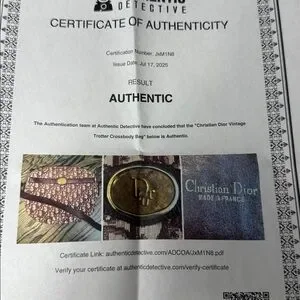 DETECTIVE
CERTIFICATE OF AUTHENTICITY
Certification Number: JxM1N8
Issue Date: Jul 17, 2025
RESULT
AUTHENTIC
The Authentication team at Authentic Detective have concluded that the "Christian Dior Vintage
Trotter Crossbody Bag" below is Authentic.
Christian Dior
MADE IN FRANCE
Certificate Link: authenticdetective.com/ADCOA/JxM1N8.pdf
Verify your certificate at authenticdetective.com/verify-certificate